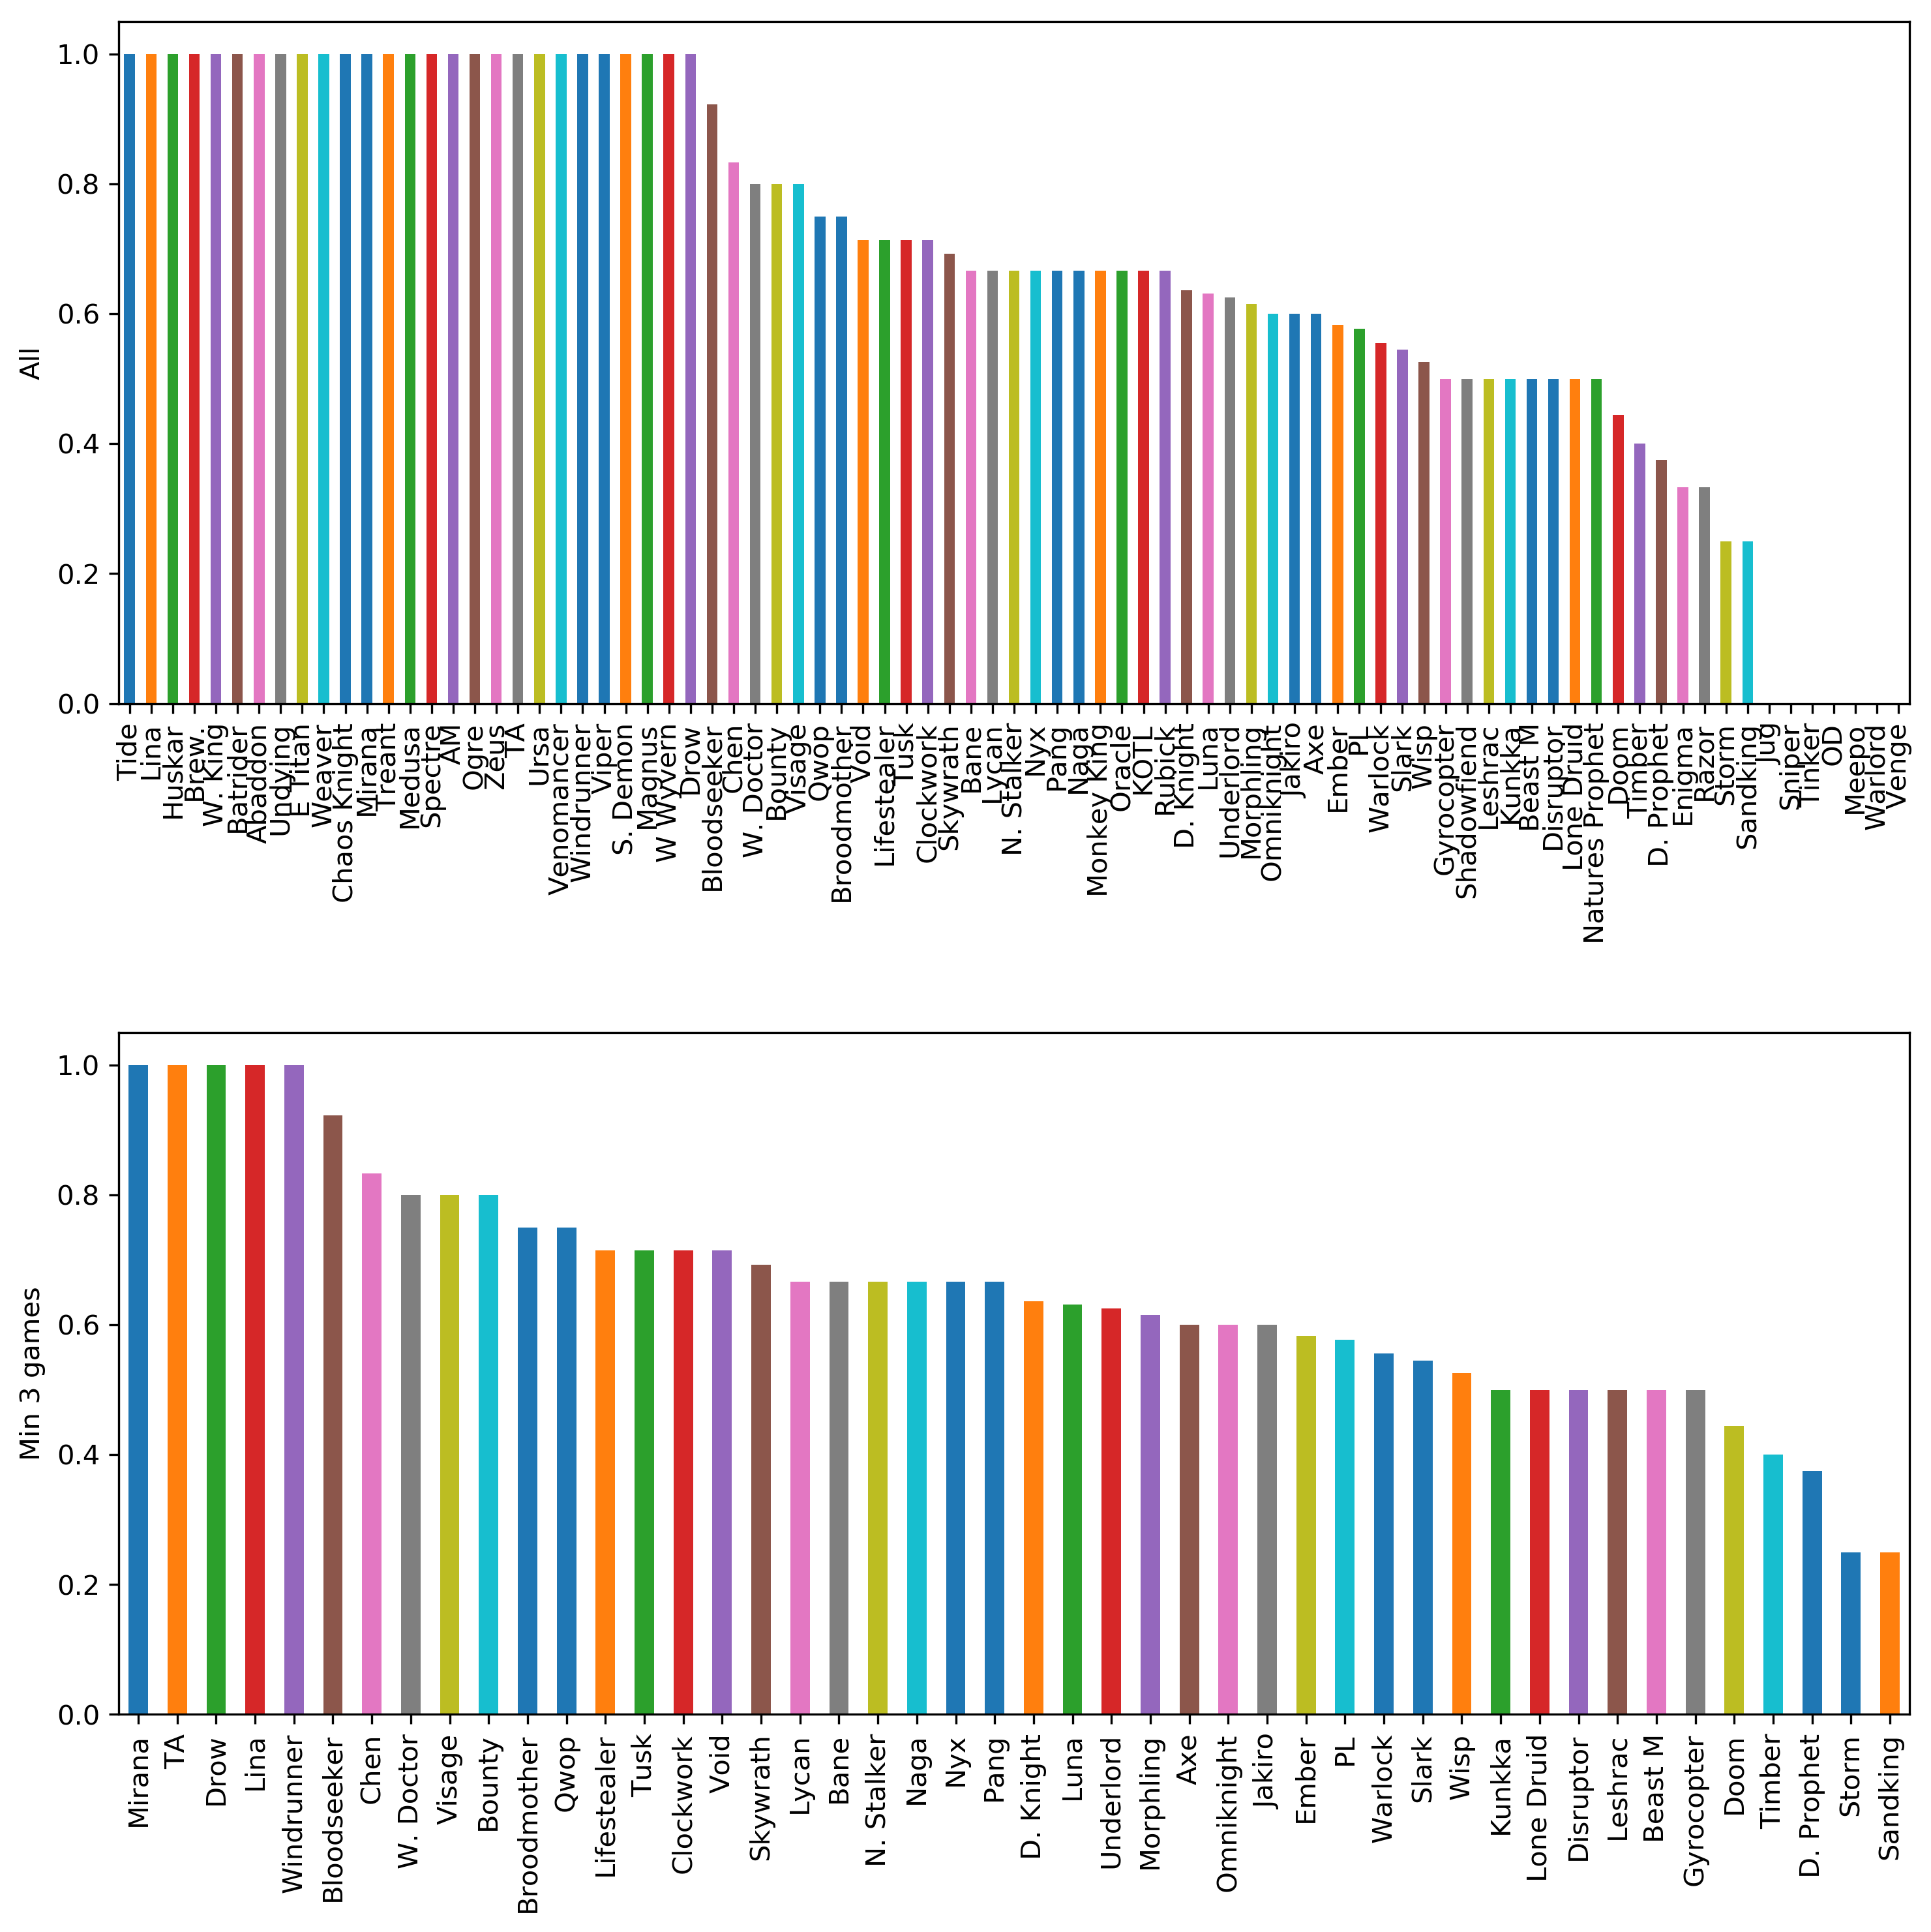 1.0
0.8
0.6
0.4
0.2
0.0
All
Tide
Lina
Huskar
Brew.
W. King
Batrider
Abaddon
Undying
E Titan
Weaver
Chaos Knight
Mirana
Treant
Medusa
Spectre
AM
Ogre
Zeus
TA
Ursa
Venomancer
Windrunner
Viper
S. Demon
Magnus
W Wyvern
Drow
Bloodseeker
Chen
W. Doctor
Bounty
Visage
Qwop
Broodmother
Void
Lifestealer
Tusk
Clockwork
Skywrath
Bane
Lycan
N. Stalker
Nyx
Pang
Naga
Monkey King
Oracle
KOTL
Rubick
D. Knight
Luna
Underlord
Morphling
Omniknight
Jakiro
Axe
Ember
PL
Warlock
Slark
Wisp
Gyrocopter
Shadowfiend
Leshrac
Kunkka
Beast M
Disruptor
Lone Druid
Natures Prophet
Doom
Timber
D. Prophet
Enigma
Razor
Storm
Sandking
Jug
Sniper
Tinker
OD
Meepo
Warlord
Venge
1.0
0.8
0.6
0.4
0.2
0.0
Min 3 games
Mirana
TA
Drow
Lina
Windrunner
Bloodseeker
Chen
W. Doctor
Visage
Bounty
Broodmother
Qwop
Lifestealer
Tusk
Clockwork
Void
Skywrath
Lycan
Bane
N. Stalker
Naga
Nyx
Pang
D. Knight
Luna
Underlord
Morphling
Axe
Omniknight
Jakiro
Ember
PL
Warlock
Slark
Wisp
Kunkka
Lone Druid
Disruptor
Leshrac
Beast M
Gyrocopter
Doom
Timber
D. Prophet
Storm
Sandking